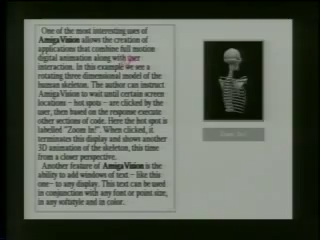 One of the most interesting uses of
AmigaVision allows the creation of
applications that combine full motion
digital animation along with user
interaction. In this example we see a
rotating three dimensional model of the
human skeleton. The author can instruct
AmigaVision to wait until certain screen
locations - hot spots - are clicked by the
user, then based on the response execute
other sections of code. Here the hot spot is
labelled "Zoom In!". When clicked, it
terminates this display and shows another
3D animation of the skeleton, this time
from a closer perspective.
Another feature of AmigaVision is the
ability to add windows of text - like this
one- to any display. This text can be used
in conjunction with any font or point size,
in any softstyle and in color.
Zoom In!